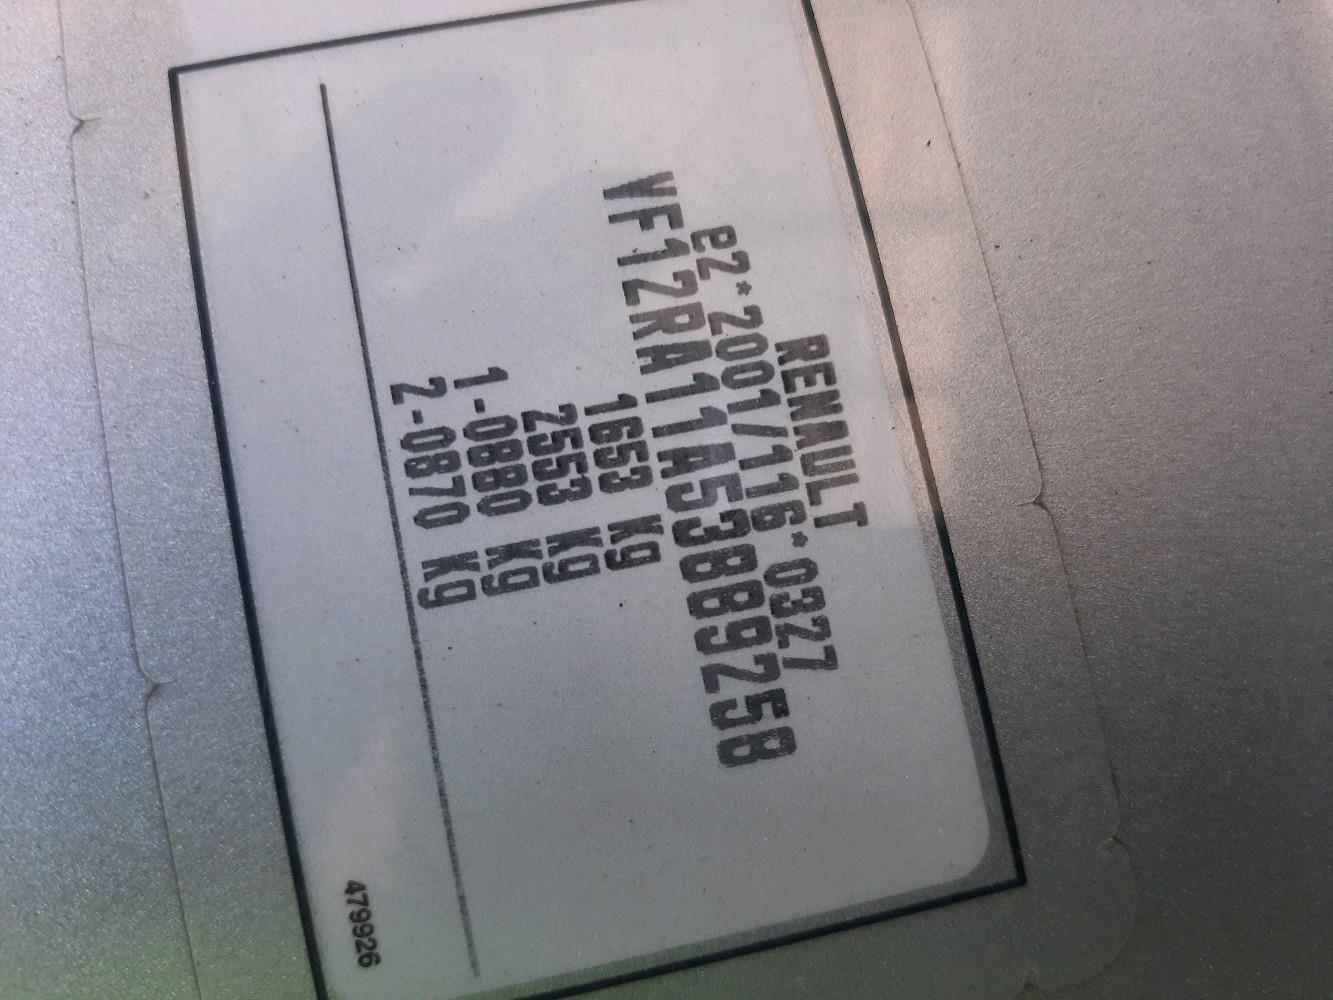 RENAULT
e2*2001/116*0327
VF12RA11A53889258
1653 kg
2553 kg
1-0880 kg
2-0870 kg
479926